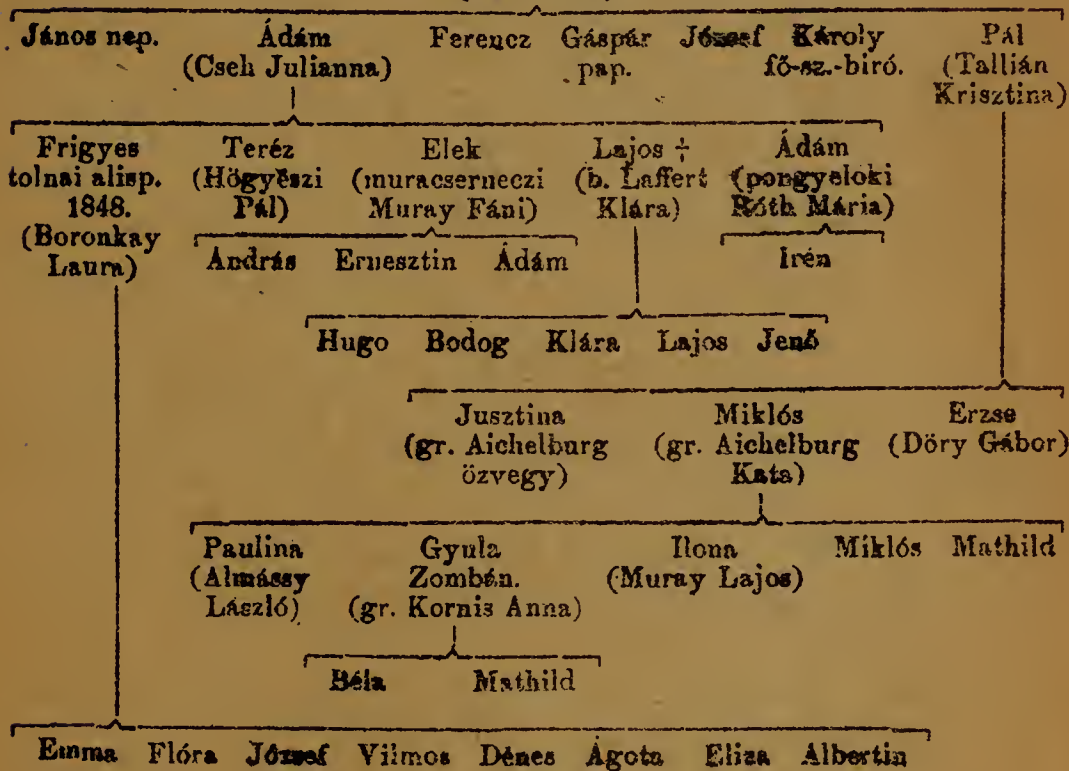 János nep. Ádám Ferencz Gáspár József Károly Pál
(Cseh Julianna) pap. fő-sz.-biró. (Tallián
Krisztina)
Frigyes Teréz Elek Lajos † Ádám
tolnai alisp. (Högyészi (muracserneczi (b. Laffert (pongyeloki
1848. Pál) Muray Fáni) Klára) Róth Mária)
(Boronkay
Laura) András Ernesztin Ádám Irén
Hugo Bodog Klára Lajos Jenő
Jusztina Miklós Erzse
(gr. Aichelburg (gr. Aichelburg (Döry Gábor)
özvegy) Kata)
Paulina Gyula Ilona Miklós Mathild
(Almássy Zombán. (Muray Lajos)
László) (gr. Kornis Anna)
Béla Mathild
Emma Flóra József Vilmos Dénes Ágota Eliza Albertin